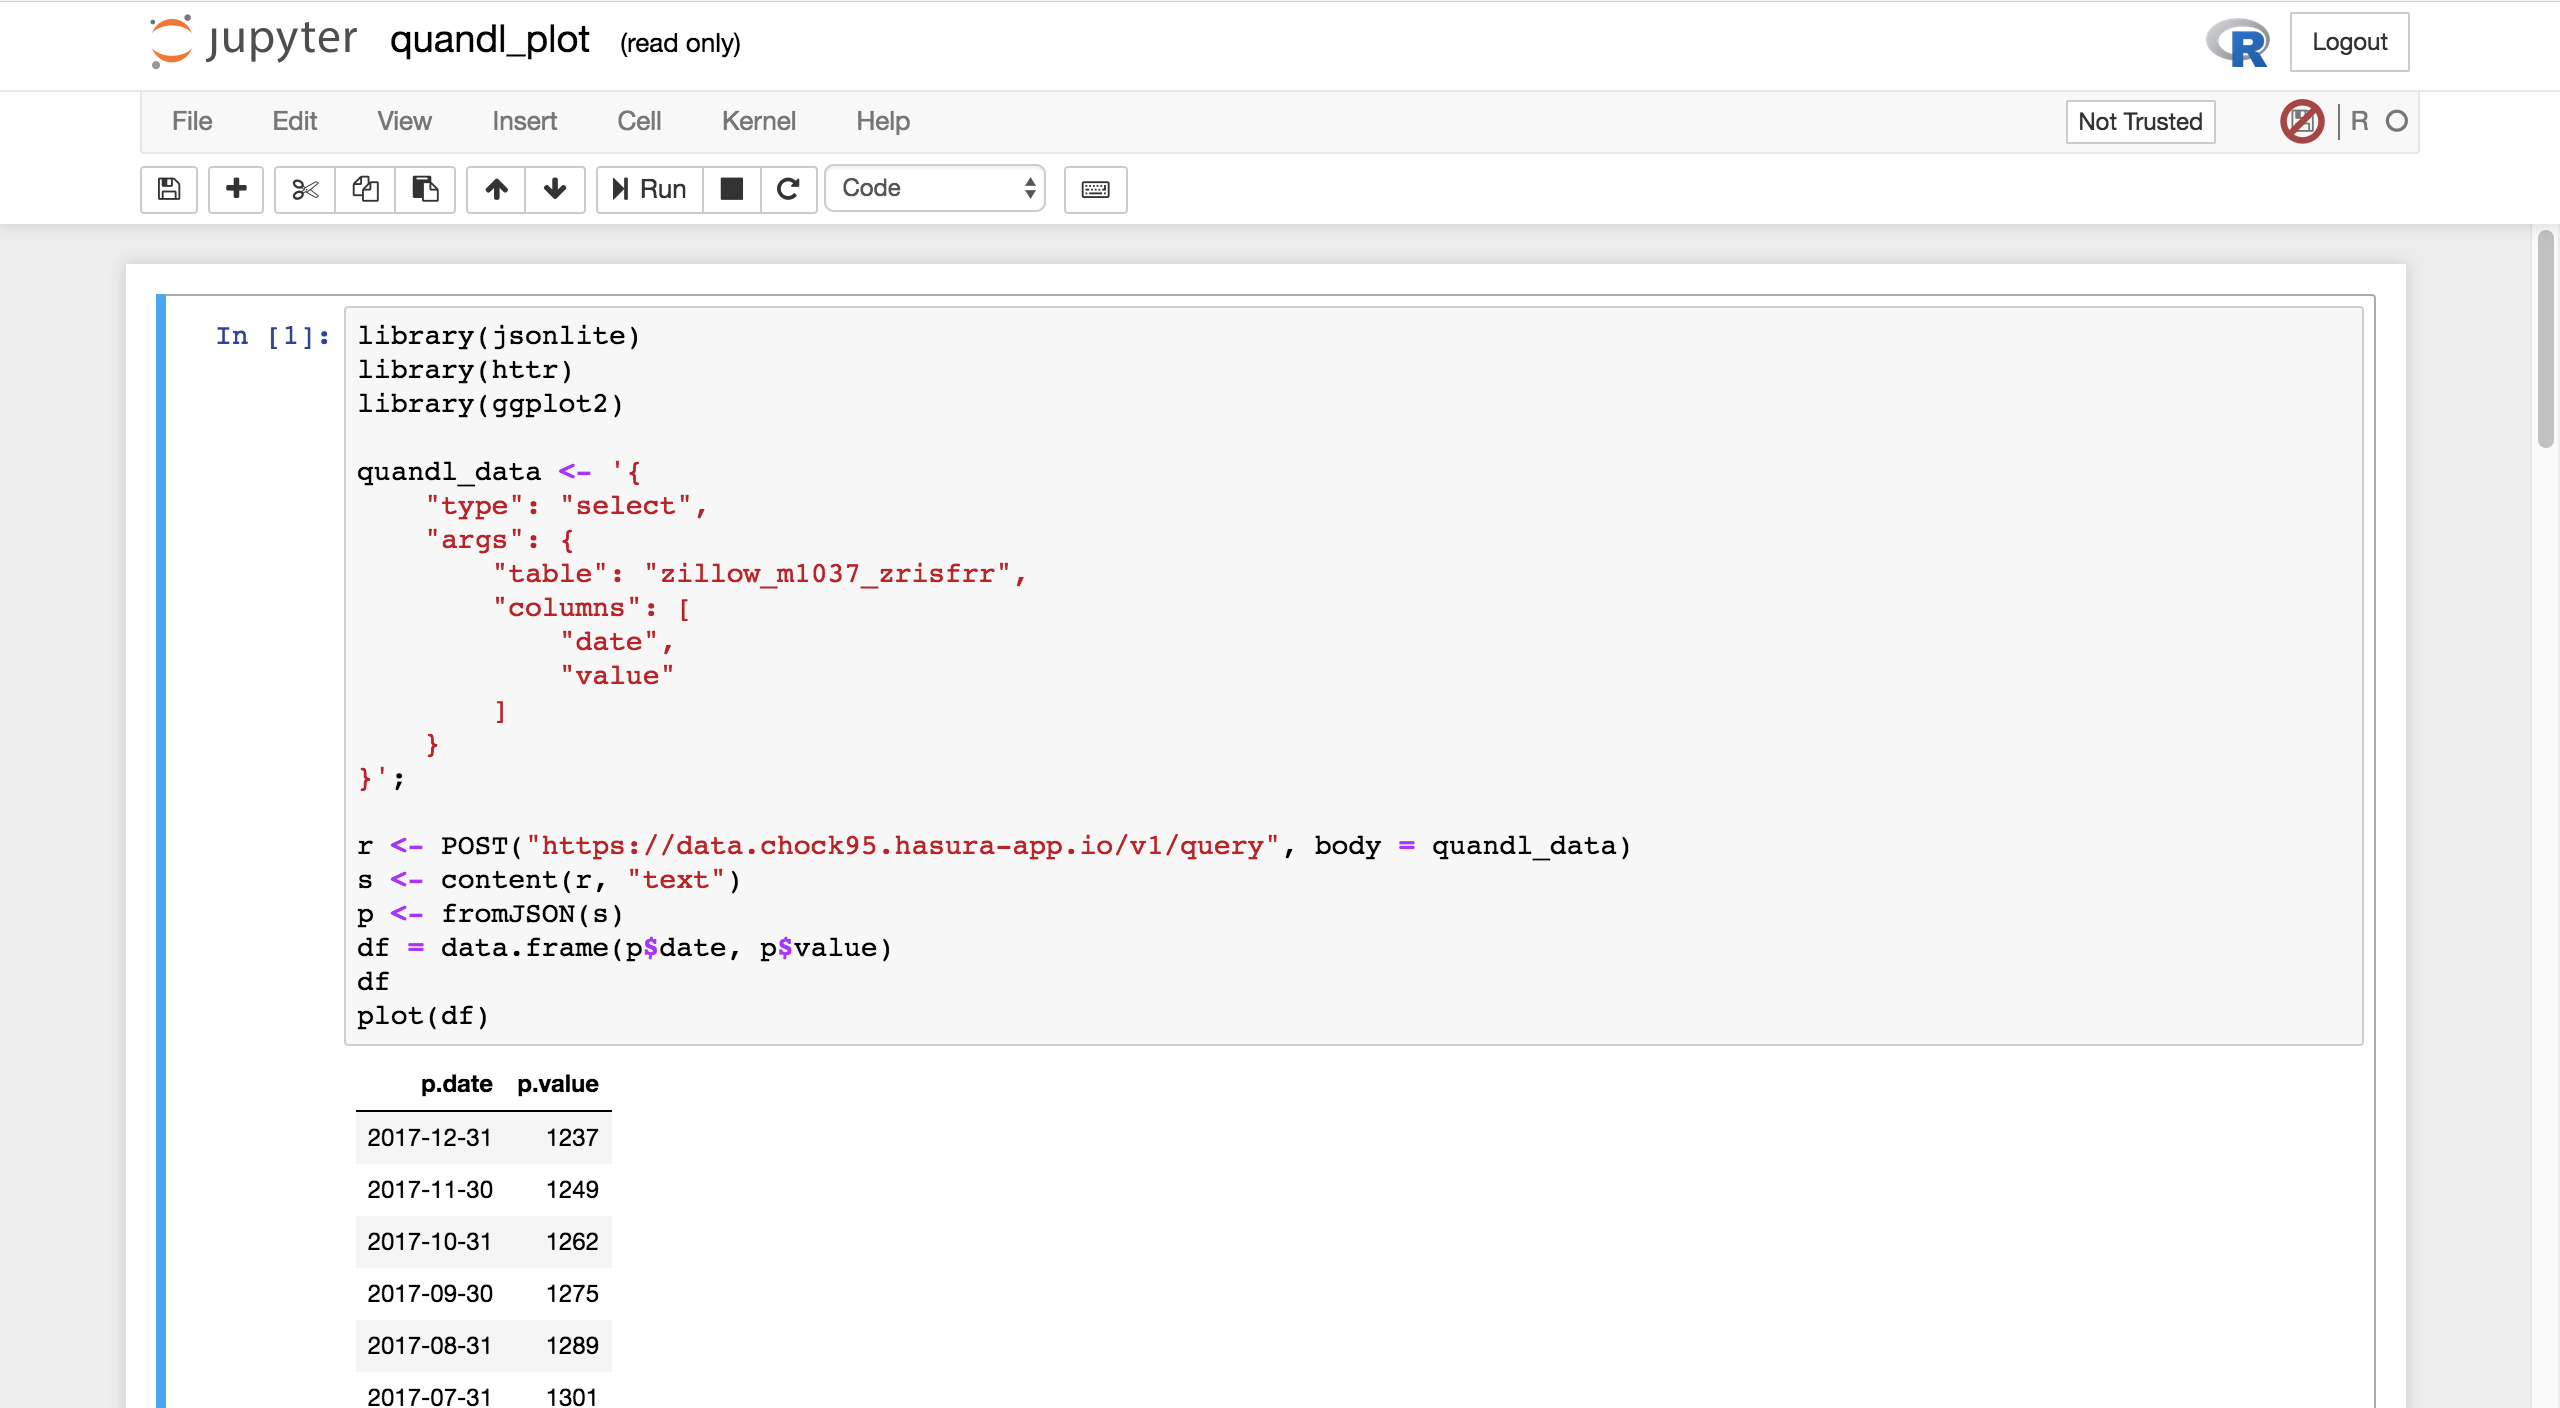 jupyter quandl_plot (read only) R Logout
File Edit View Insert Cell Kernel Help Not Trusted R
Run Code
In [1]: library(jsonlite)
library(httr)
library(ggplot2)
quandl_data <- '{
"type": "select",
"args": {
"table": "zillow_m1037_zrisfrr",
"columns": [
"date",
"value"
]
}
}';
r <- POST("https://data.chock95.hasura-app.io/v1/query", body = quandl_data)
s <- content(r, "text")
p <- fromJSON(s)
df = data.frame(p$date, p$value)
df
plot(df)
p.date p.value
2017-12-31 1237
2017-11-30 1249
2017-10-31 1262
2017-09-30 1275
2017-08-31 1289
2017-07-31 1301